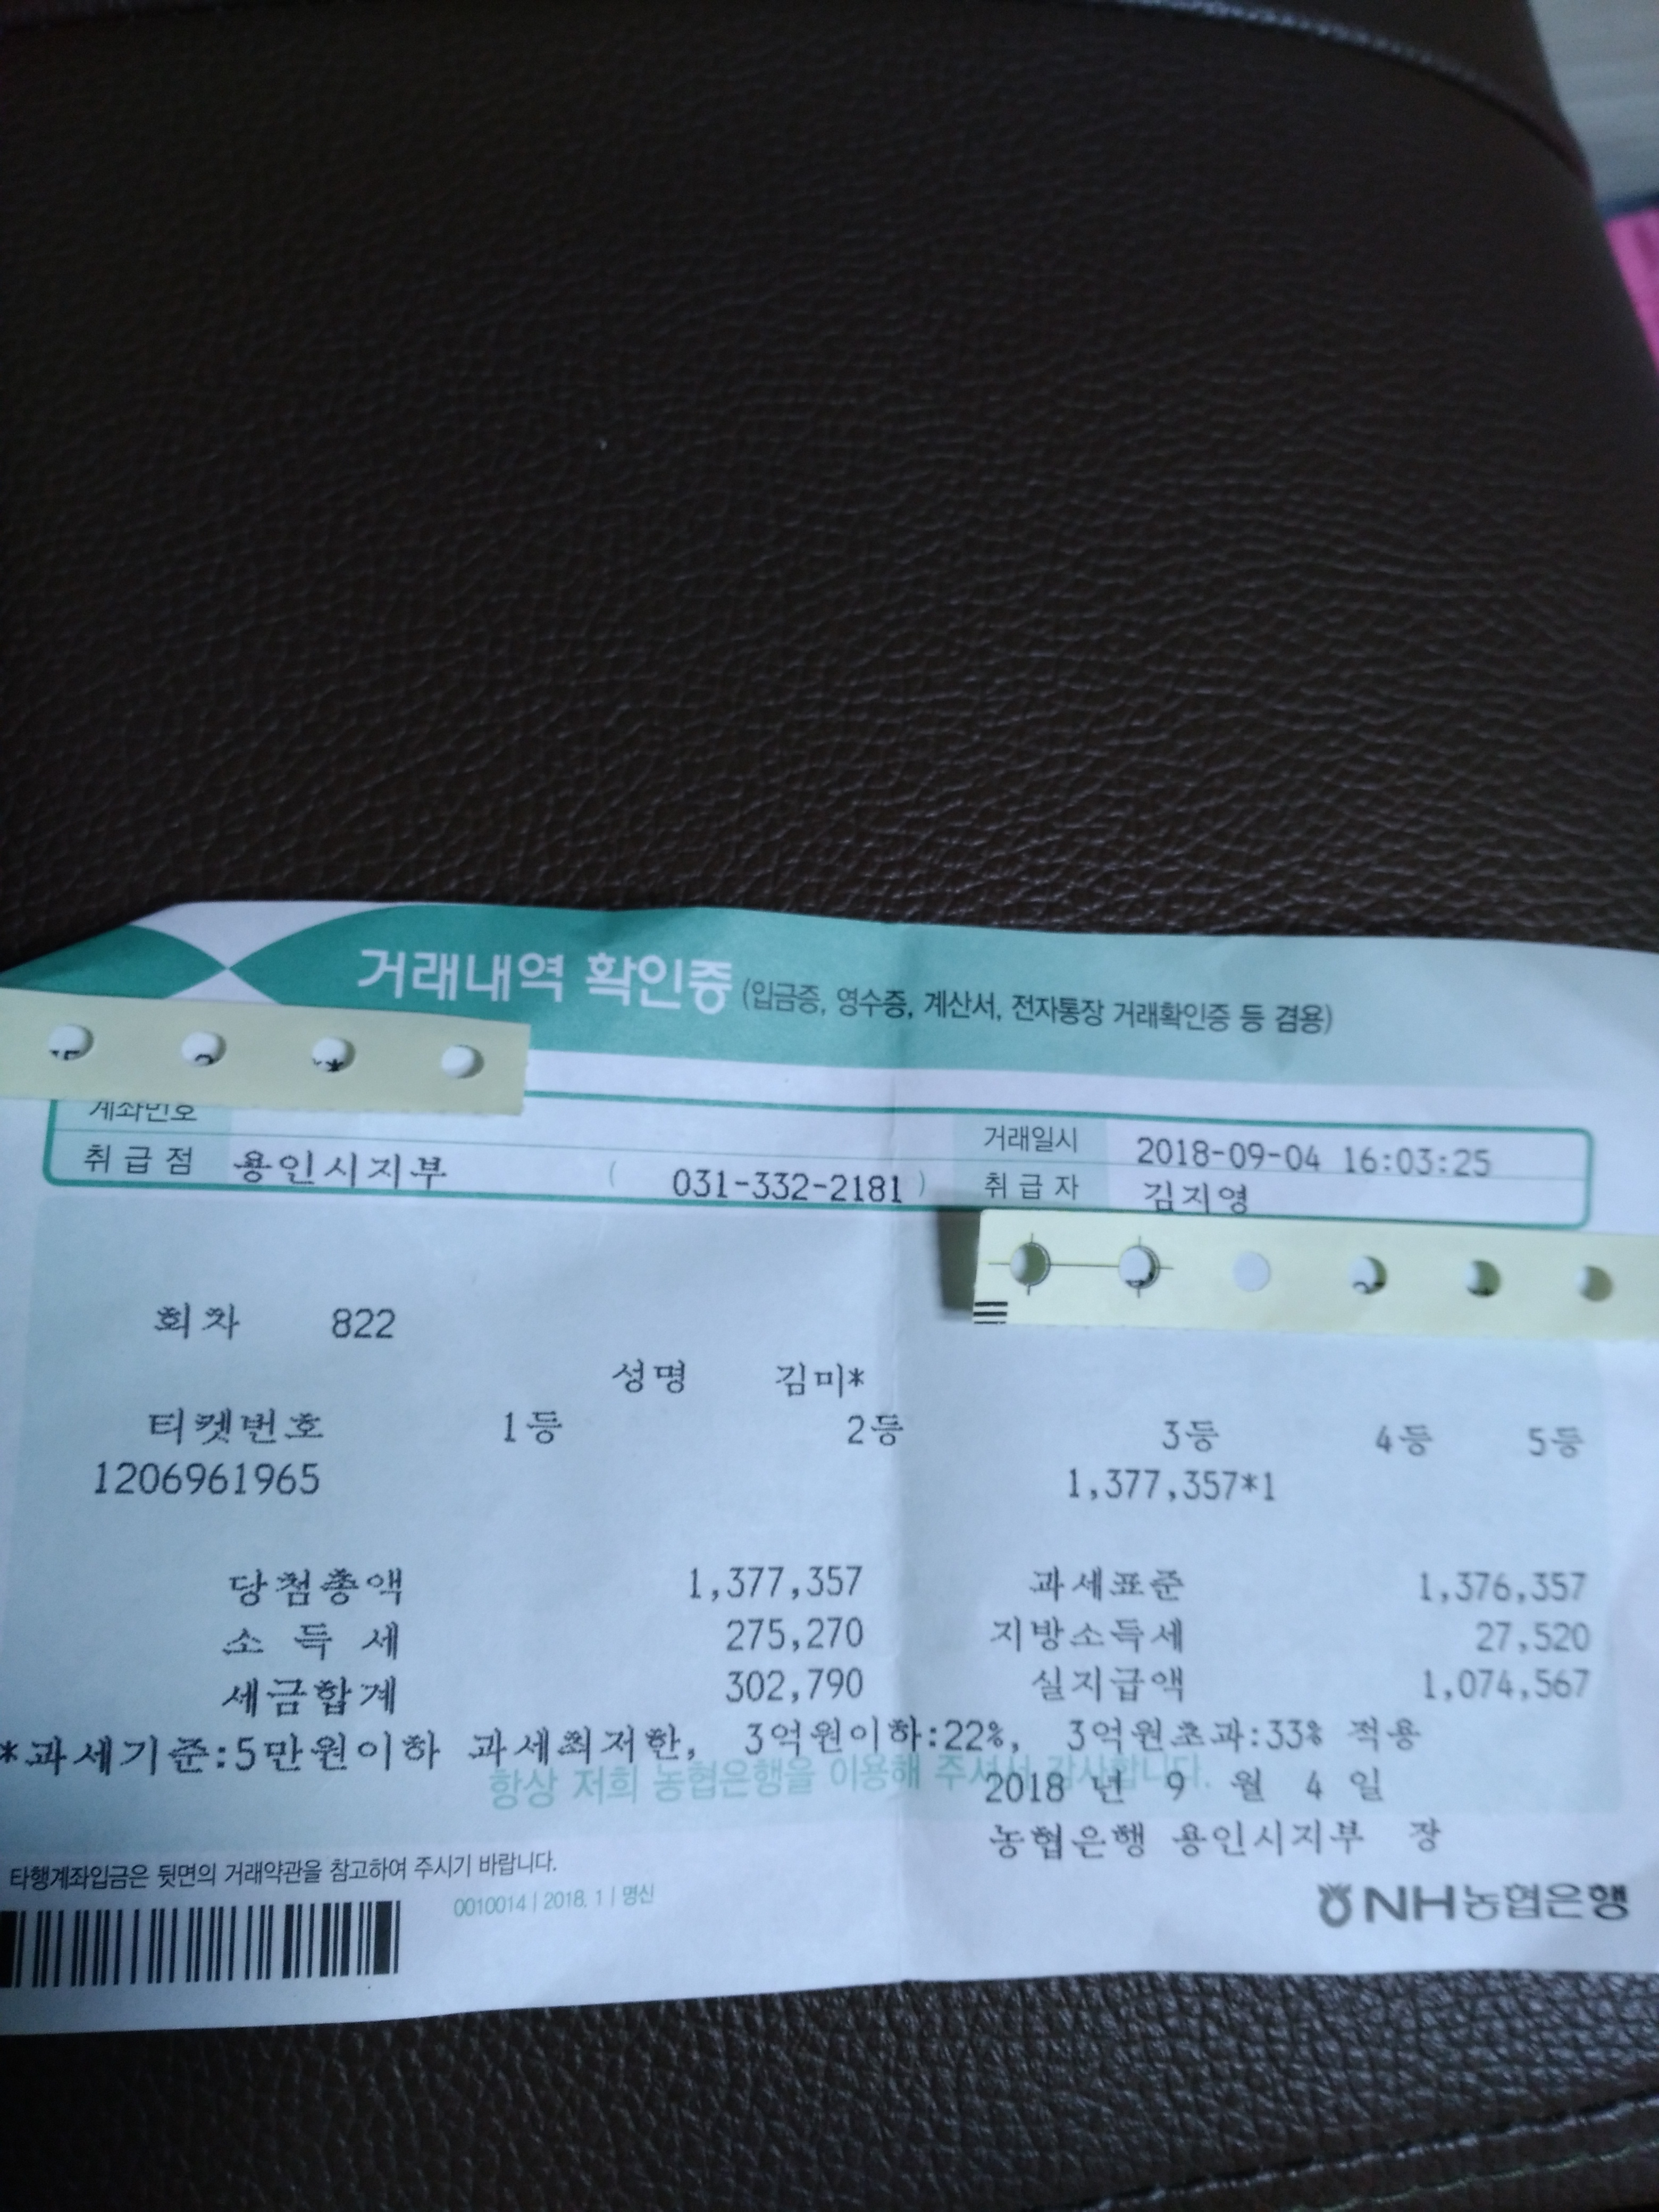 거래내역 확인증 (입금증, 영수증, 계산서, 전자통장 거래확인증 등 겸용)
계좌번호
거래일시 2018-09-04 16:03:25
취급점 용인시지부 ( 031-332-2181 ) 취급자 김지영
회차 822
성명 김미*
티켓번호 1등 2등 3등 4등 5등
1206961965 1,377,357*1
당첨총액 1,377,357 과세표준 1,376,357
소 득 세 275,270 지방소득세 27,520
세금합계 302,790 실지급액 1,074,567
*과세기준:5만원이하 과세최저한, 3억원이하:22%, 3억원초과:33% 적용
항상 저희 농협은행을 이용해 주셔서 감사합니다.
2018 년 9 월 4 일
농협은행 용인시지부 장
타행계좌입금은 뒷면의 거래약관을 참고하여 주시기 바랍니다.
0010014 | 2018. 1 | 명신
NH농협은행